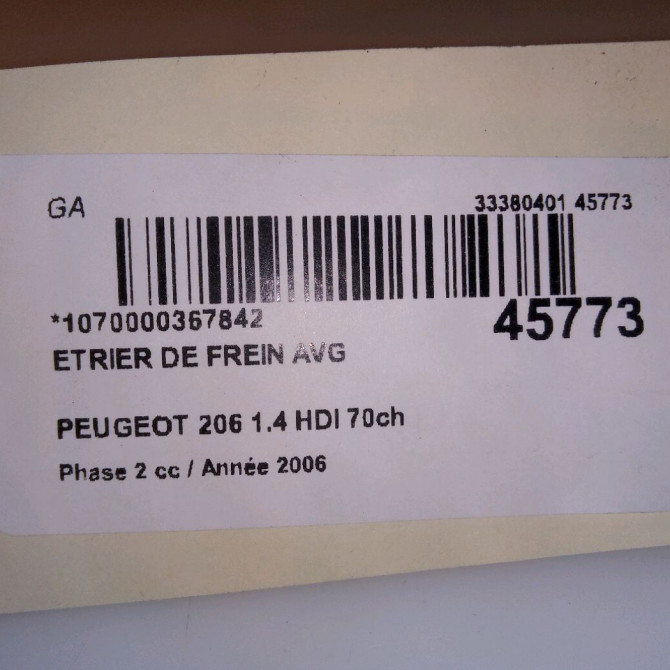 GA
33380401 45773
*1070000367842
45773
ETRIER DE FREIN AVG
PEUGEOT 206 1.4 HDI 70ch
Phase 2 cc / Année 2006